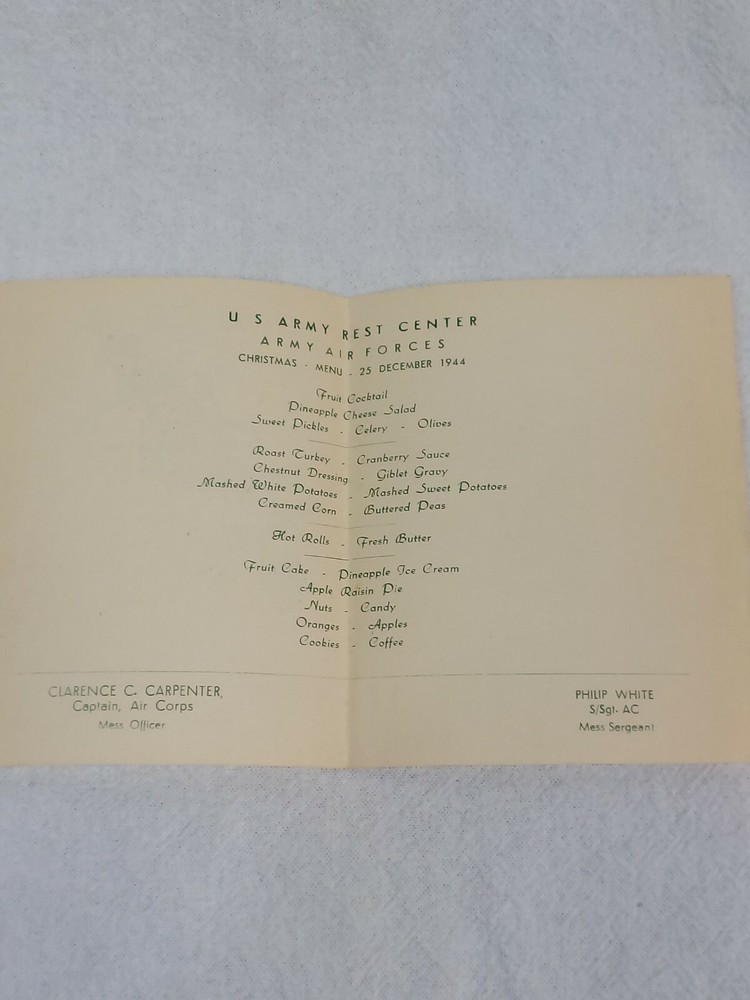 U S ARMY REST CENTER
ARMY AIR FORCES
CHRISTMAS - MENU - 25 DECEMBER 1944
Fruit Cocktail
Pineapple Cheese Salad
Sweet Pickles - Celery - Olives
Roast Turkey - Cranberry Sauce
Chestnut Dressing - Giblet Gravy
Mashed White Potatoes - Mashed Sweet Potatoes
Creamed Corn - Buttered Peas
Hot Rolls - Fresh Butter
Fruit Cake - Pineapple Ice Cream
Apple Raisin Pie
Nuts - Candy
Oranges - Apples
Cookies - Coffee
CLARENCE C. CARPENTER,
Captain, Air Corps
Mess Officer
PHILIP WHITE
S/Sgt. AC
Mess Sergeant